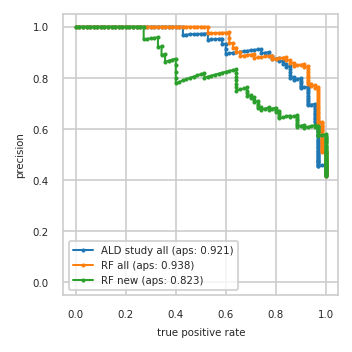 precision
1.0
0.8
0.6
0.4
0.2
0.0
ALD study all (aps: 0.921)
RF all (aps: 0.938)
RF new (aps: 0.823)
0.0 0.2 0.4 0.6 0.8 1.0
true positive rate